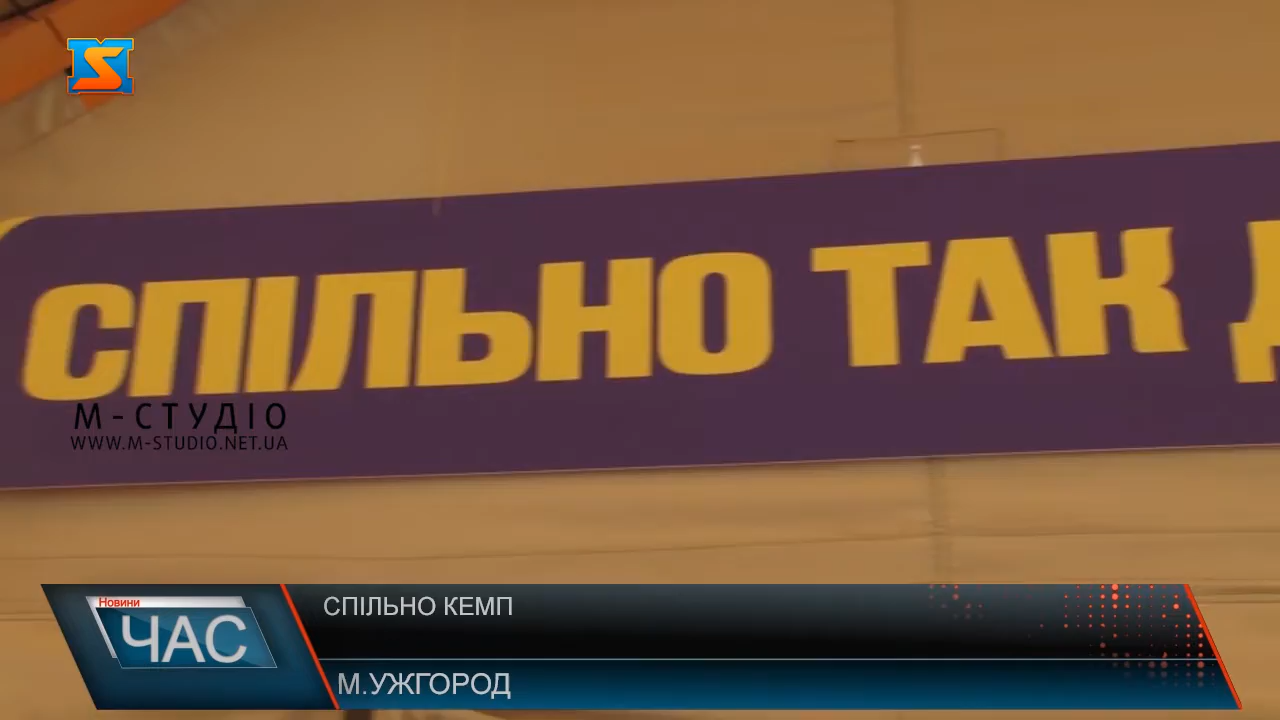 СПІЛЬНО ТАК
М-СТУДІО
WWW.M-STUDIO.NET.UA
Новини
ЧАС
СПІЛЬНО КЕМП
М.УЖГОРОД